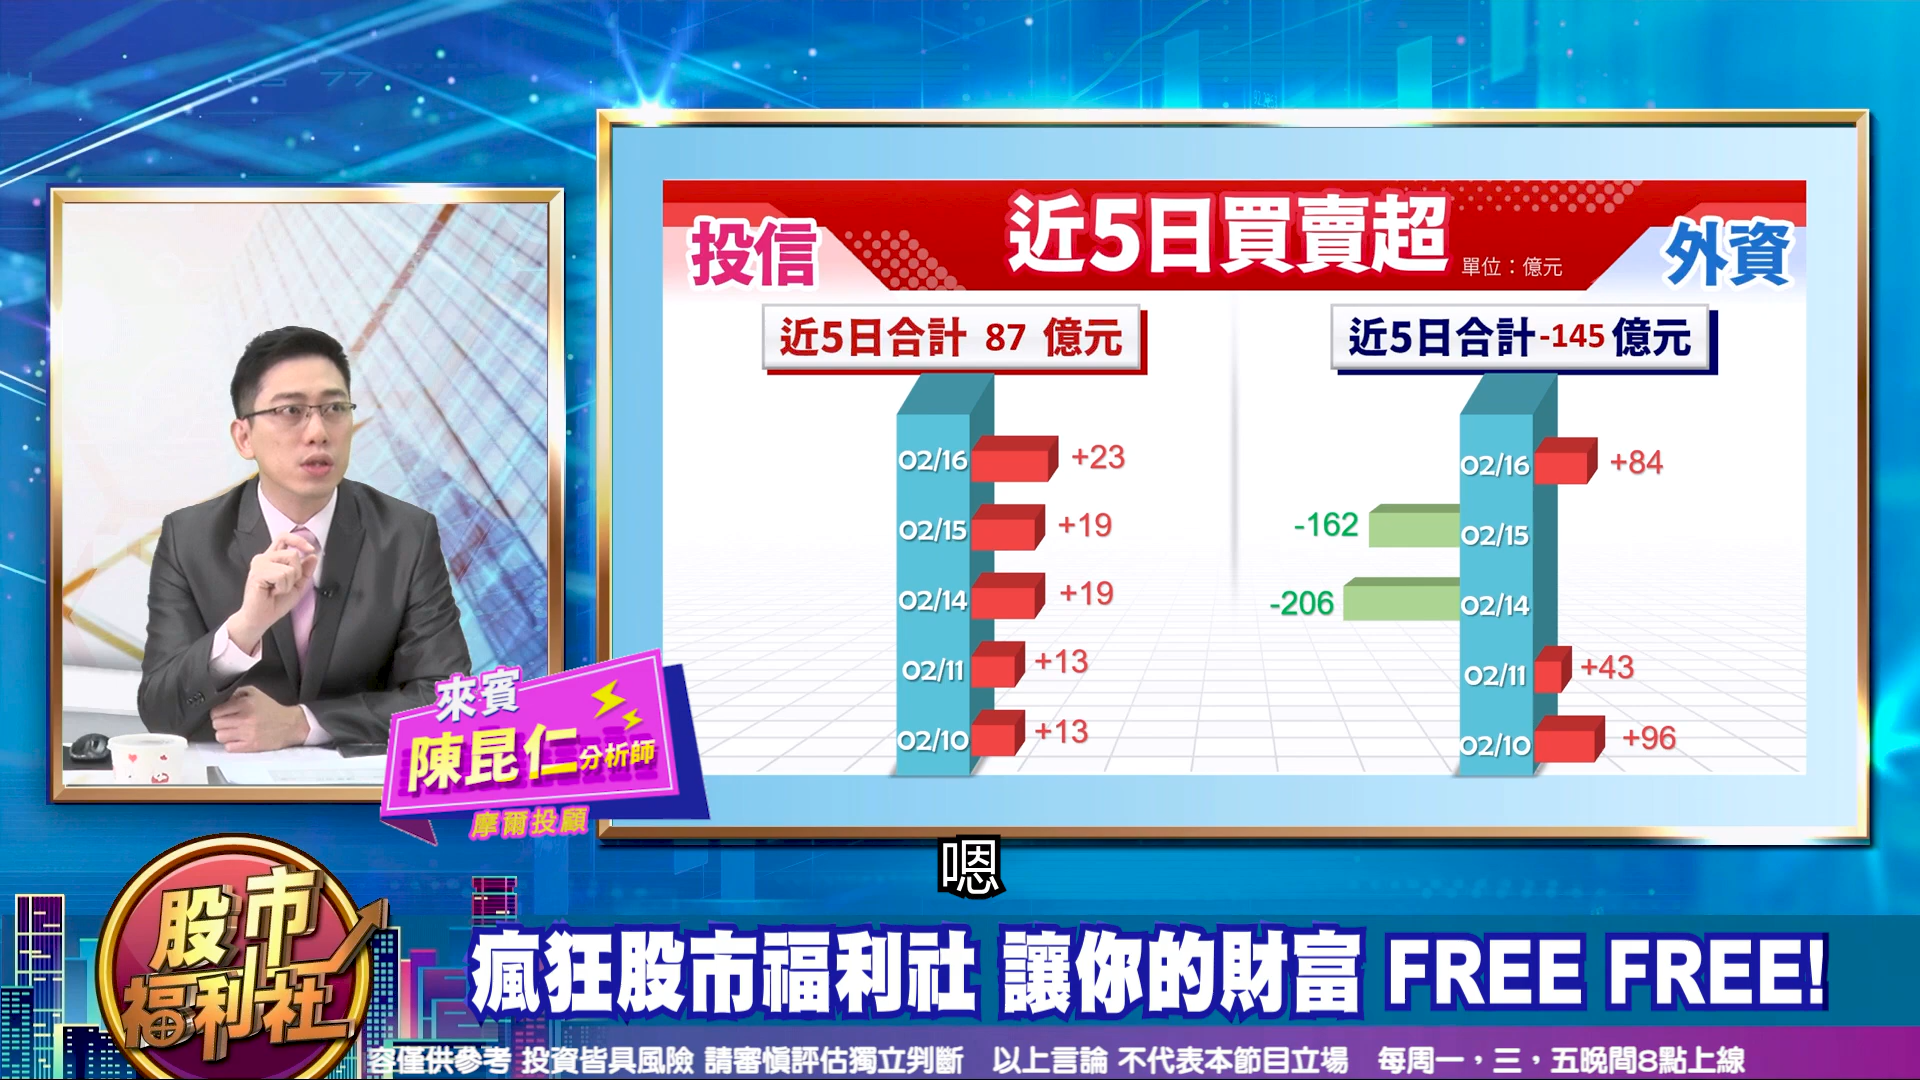 投信
近5日買賣超
單位：億元
外資
近5日合計 87 億元
近5日合計-145億元
02/16 +23
02/15 +19
02/14 +19
02/11 +13
02/10 +13
02/16 +84
-162 02/15
-206 02/14
02/11 +43
02/10 +96
來賓
陳昆仁分析師
摩爾投顧
嗯
股市
福利社
瘋狂股市福利社 讓你的財富 FREE FREE!
容僅供參考 投資皆具風險 請審慎評估獨立判斷 以上言論 不代表本節目立場 每周一，三，五晚間8點上線